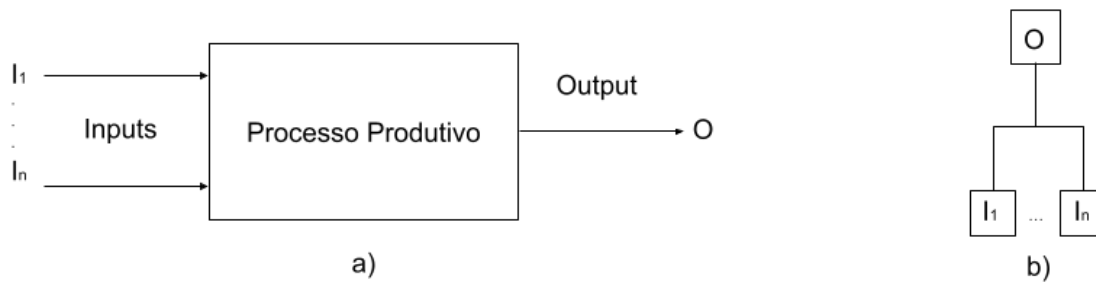 I1
.
.
.
In
Inputs
Processo Produtivo
Output
O
a)
O
I1 ... In
b)